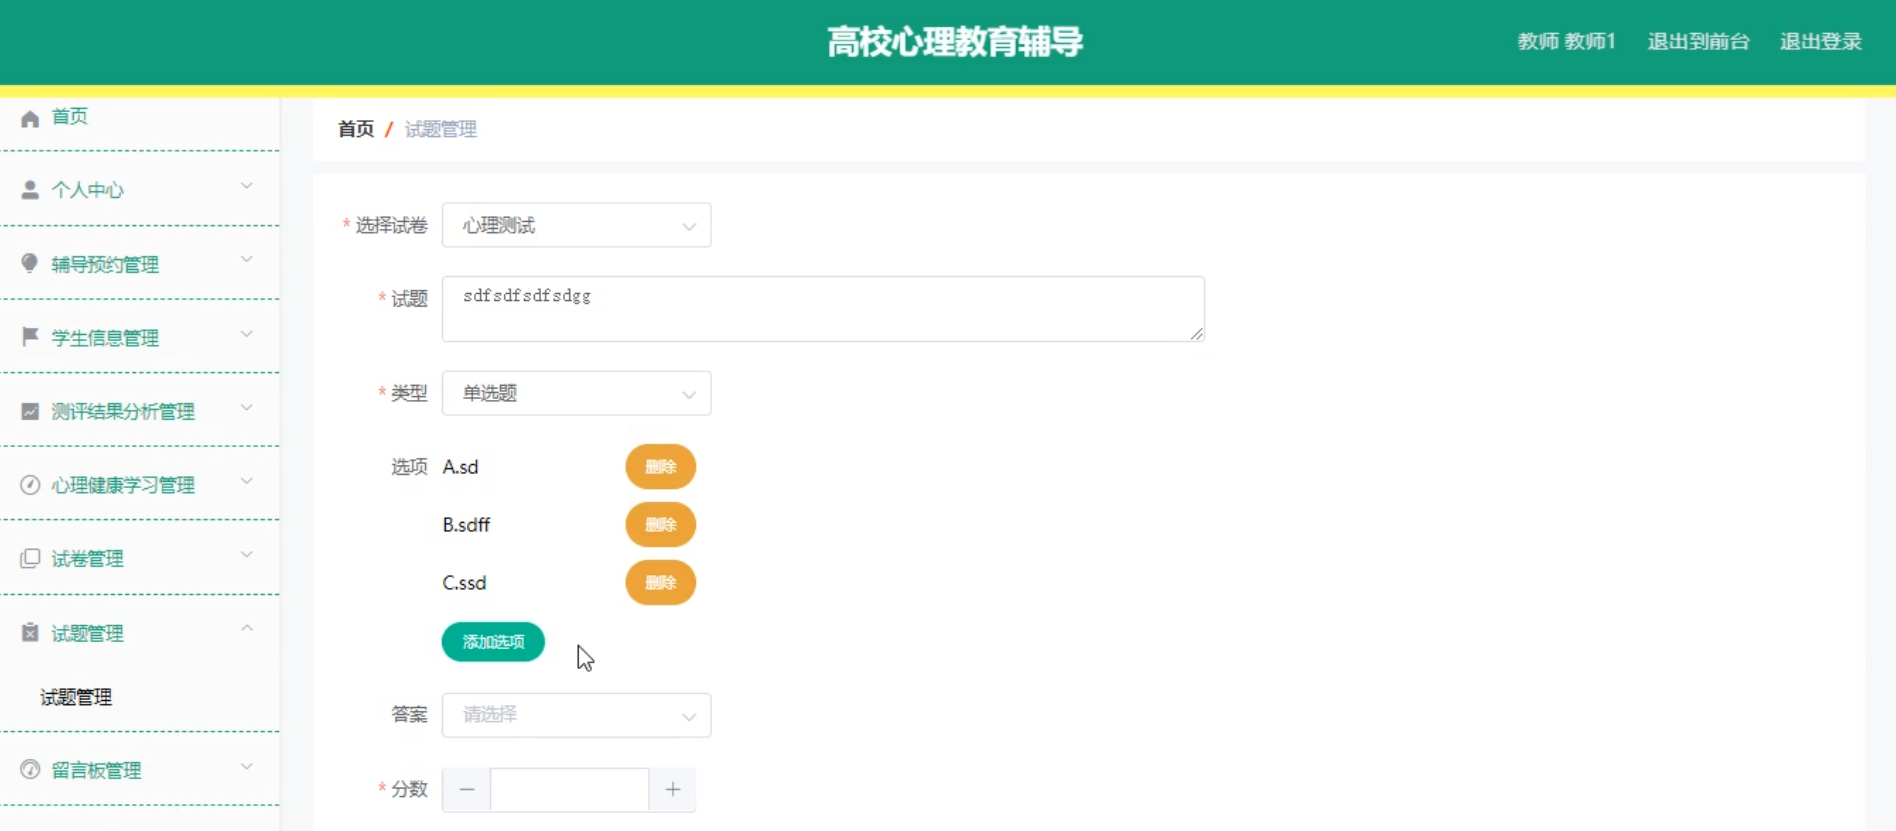 高校心理教育辅导
教师 教师1 退出到前台 退出登录
首页
个人中心
辅导预约管理
学生信息管理
测评结果分析管理
心理健康学习管理
试卷管理
试题管理
试题管理
留言板管理
首页 / 试题管理
* 选择试卷 心理测试
* 试题 sdfsdfsdfsdgg
* 类型 单选题
选项 A.sd 删除
B.sdff 删除
C.ssd 删除
添加选项
答案 请选择
* 分数